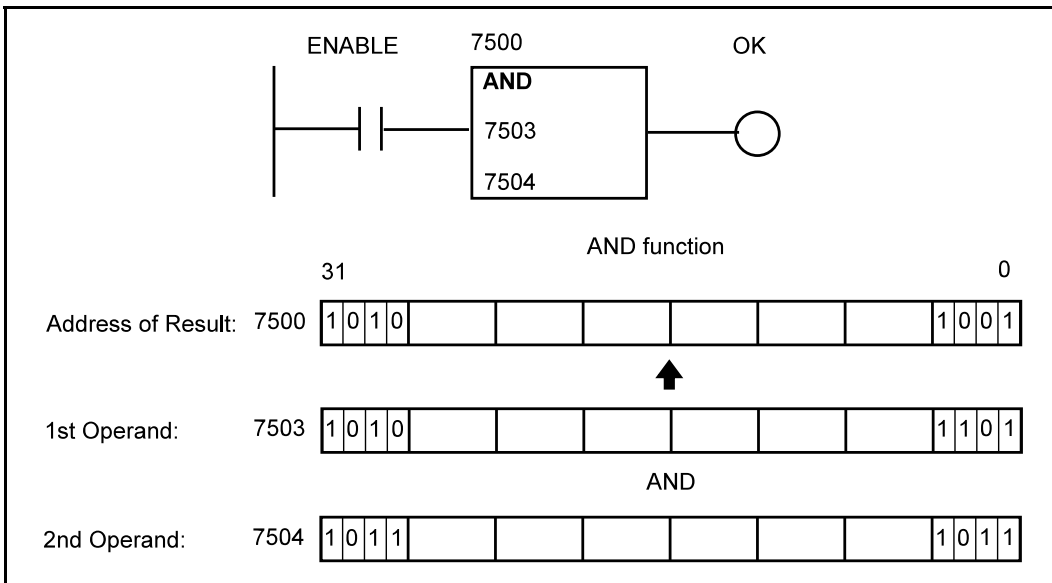 ENABLE 7500 OK
AND
7503
7504
AND function
31 0
Address of Result: 7500 1 0 1 0 1 0 0 1
1st Operand: 7503 1 0 1 0 1 1 0 1
AND
2nd Operand: 7504 1 0 1 1 1 0 1 1